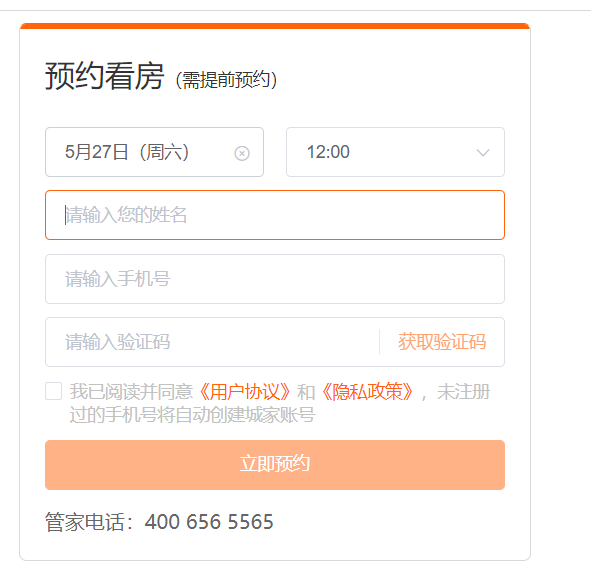 预约看房（需提前预约）
5月27日（周六） 12:00
请输入您的姓名
请输入手机号
请输入验证码 获取验证码
我已阅读并同意《用户协议》和《隐私政策》，未注册
过的手机号将自动创建城家账号
立即预约
管家电话：400 656 5565